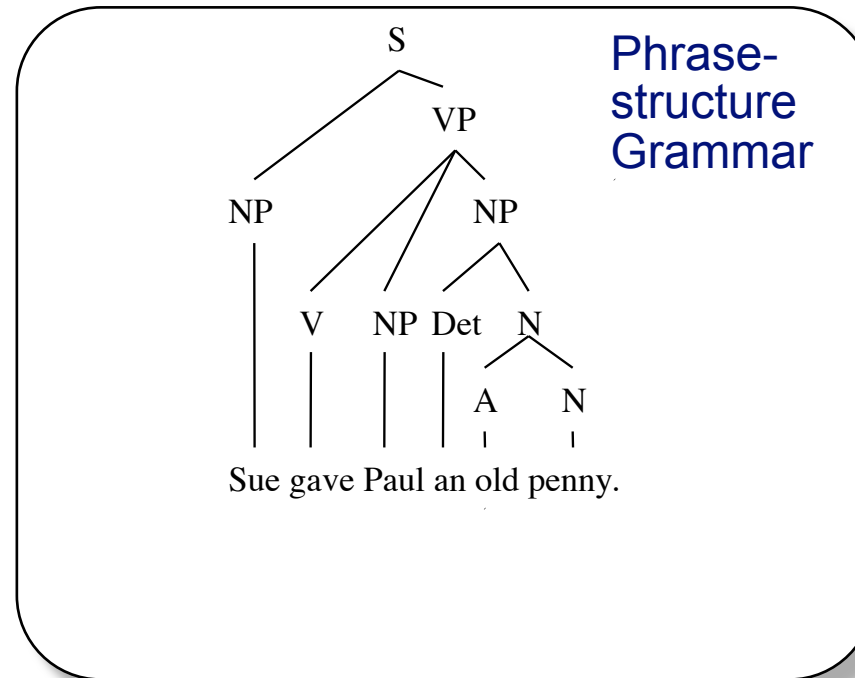 S
Phrase-
structure
Grammar
VP
NP NP
V NP Det N
A N
Sue gave Paul an old penny.